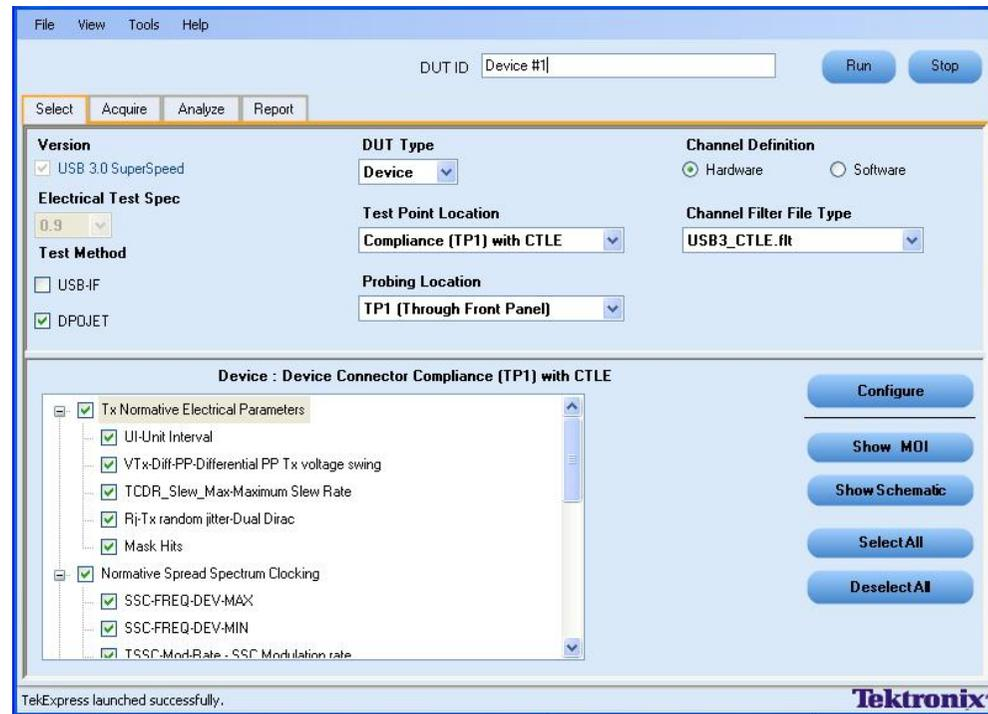 File View Tools Help
DUT ID Device #1
Run Stop
Select Acquire Analyze Report
Version
USB 3.0 SuperSpeed
Electrical Test Spec
0.9
Test Method
USB-IF
DPOJET
DUT Type
Device
Test Point Location
Compliance (TP1) with CTLE
Probing Location
TP1 (Through Front Panel)
Channel Definition
Hardware Software
Channel Filter File Type
USB3_CTLE.flt
Device : Device Connector Compliance (TP1) with CTLE
Tx Normative Electrical Parameters
UI-Unit Interval
VTx-Diff-PP-Differential PP Tx voltage swing
TCDR_Slew_Max-Maximum Slew Rate
Rj-Tx random jitter-Dual Dirac
Mask Hits
Normative Spread Spectrum Clocking
SSC-FREQ-DEV-MAX
SSC-FREQ-DEV-MIN
TSSC-Mod-Rate - SSC Modulation rate
Configure
Show MOI
Show Schematic
Select All
Deselect All
TekExpress launched successfully.
Tektronix